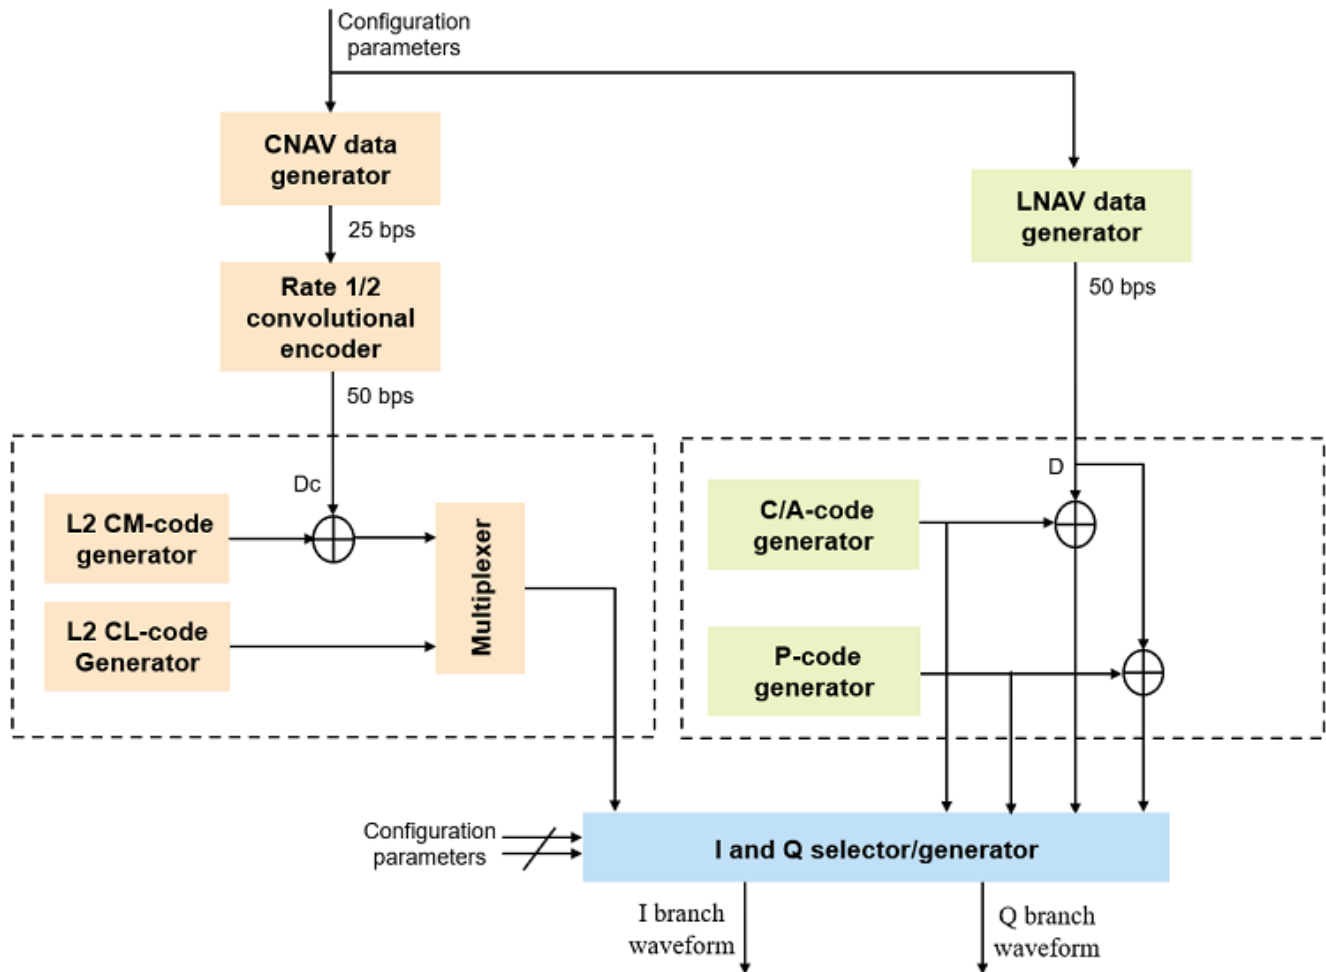 Configuration
parameters
CNAV data
generator
25 bps
LNAV data
generator
50 bps
Rate 1/2
convolutional
encoder
50 bps
Dc
D
L2 CM-code
generator
L2 CL-code
Generator
Multiplexer
C/A-code
generator
P-code
generator
Configuration
parameters
I and Q selector/generator
I branch
waveform
Q branch
waveform